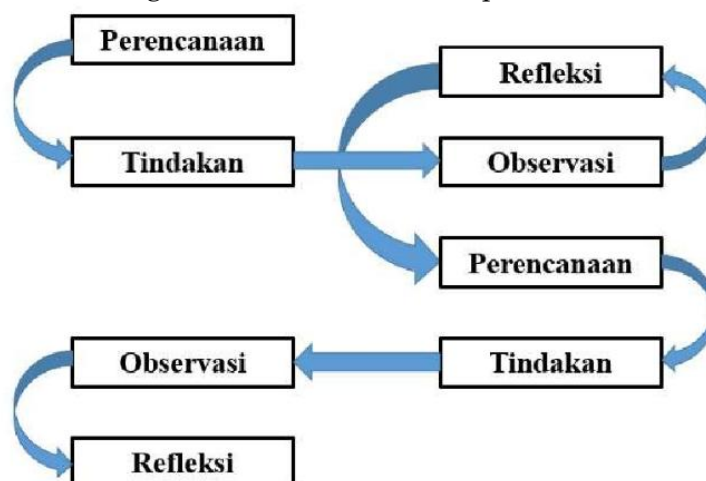 Perencanaan
Refleksi
Tindakan
Observasi
Perencanaan
Observasi
Tindakan
Refleksi